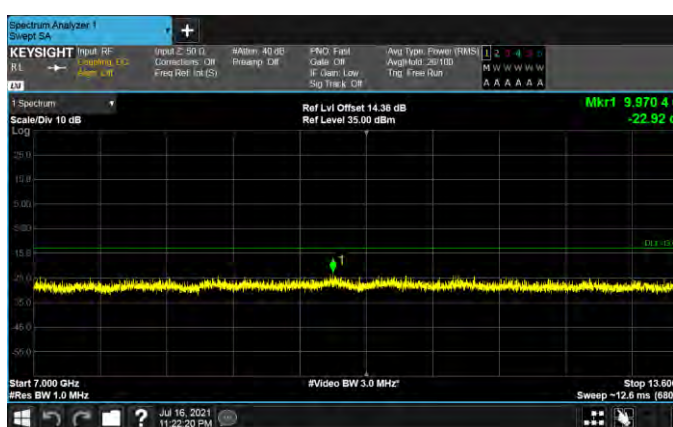 Spectrum Analyzer 1
Swept SA
+
KEYSIGHT Input: RF Input Z: 50 Ω #Atten: 40 dB PNO: Fast Avg Type: Power (RMS) 1 2 3 4 5 6
RL Coupling: DC Corrections: Off Preamp: Off Gate: Off Avg|Hold: 26/100 M W W W W W
Align: Off Freq Ref: Int (S) IF Gain: Low Trig: Free Run
Sig Track: Off A A A A A A
1 Spectrum Ref Lvl Offset 14.36 dB Mkr1 9.970 4
Scale/Div 10 dB Ref Level 35.00 dBm -22.92
Log
25.0
15.0
5.00
-5.00
-15.0
1
-25.0
-35.0
-45.0
-55.0
Start 7.000 GHz #Video BW 3.0 MHz* Stop 13.600
#Res BW 1.0 MHz Sweep ~12.6 ms (680
? Jul 16, 2021
11:22:20 PM